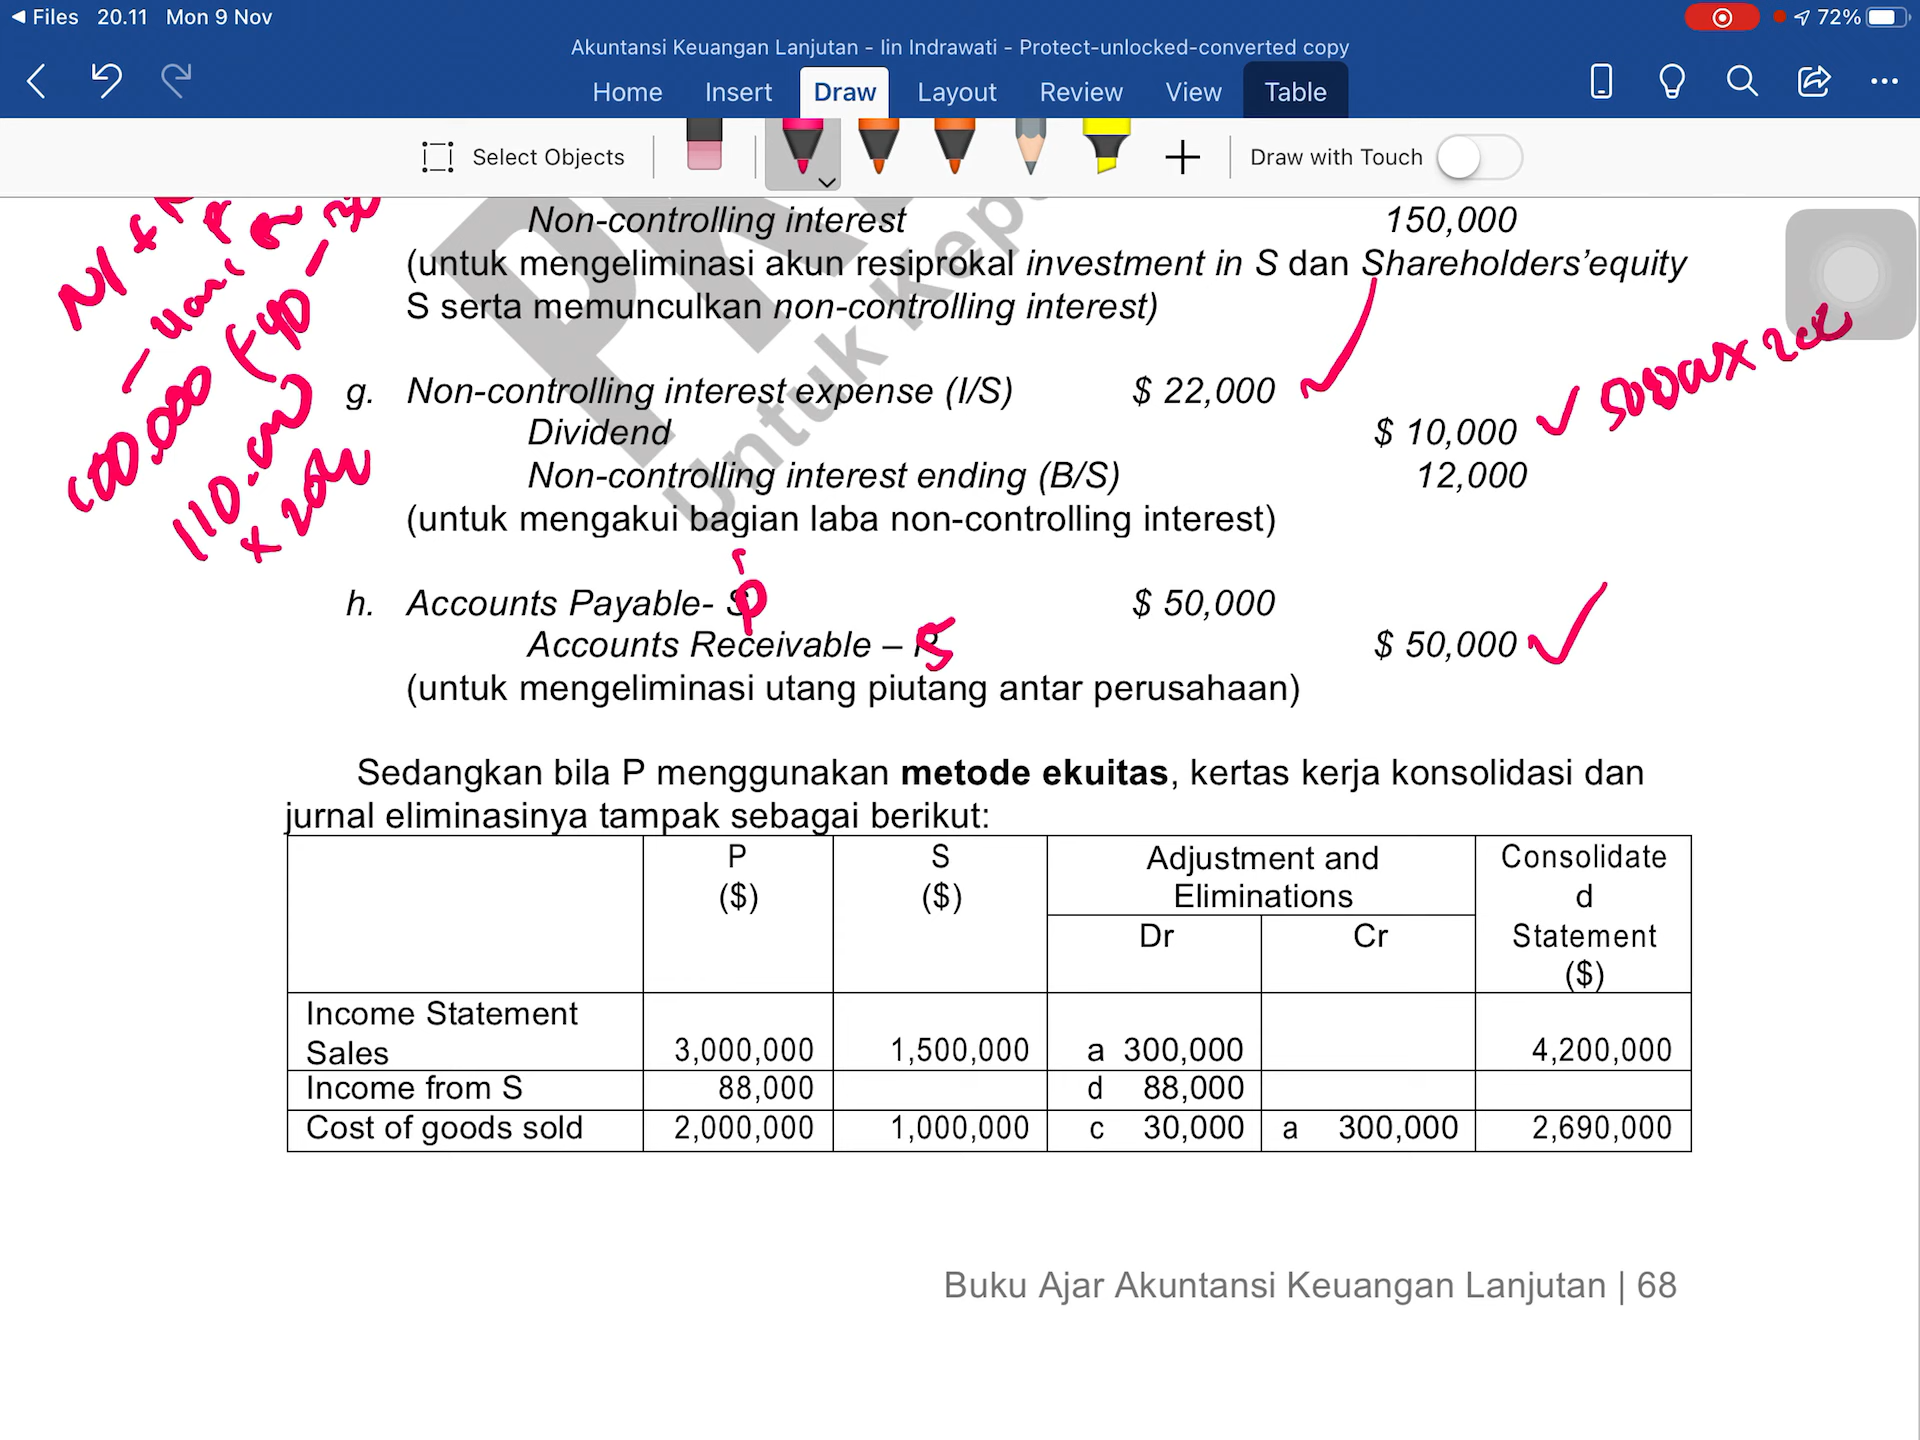 Files 20.11 Mon 9 Nov 72%
Akuntansi Keuangan Lanjutan - Iin Indrawati - Protect-unlocked-converted copy
Home Insert Draw Layout Review View Table
Select Objects Draw with Touch
Non-controlling interest 150,000
(untuk mengeliminasi akun resiprokal investment in S dan Shareholders'equity
S serta memunculkan non-controlling interest)
g. Non-controlling interest expense (I/S) $ 22,000
Dividend $ 10,000
Non-controlling interest ending (B/S) 12,000
(untuk mengakui bagian laba non-controlling interest)
110.000
h. Accounts Payable- S P $ 50,000
Accounts Receivable – P S $ 50,000
(untuk mengeliminasi utang piutang antar perusahaan)
Sedangkan bila P menggunakan metode ekuitas, kertas kerja konsolidasi dan
jurnal eliminasinya tampak sebagai berikut:
P ($) S ($) Adjustment and Eliminations Consolidate d Statement ($)
Dr Cr
Income Statement
Sales 3,000,000 1,500,000 a 300,000 4,200,000
Income from S 88,000 d 88,000
Cost of goods sold 2,000,000 1,000,000 c 30,000 a 300,000 2,690,000
Buku Ajar Akuntansi Keuangan Lanjutan | 68